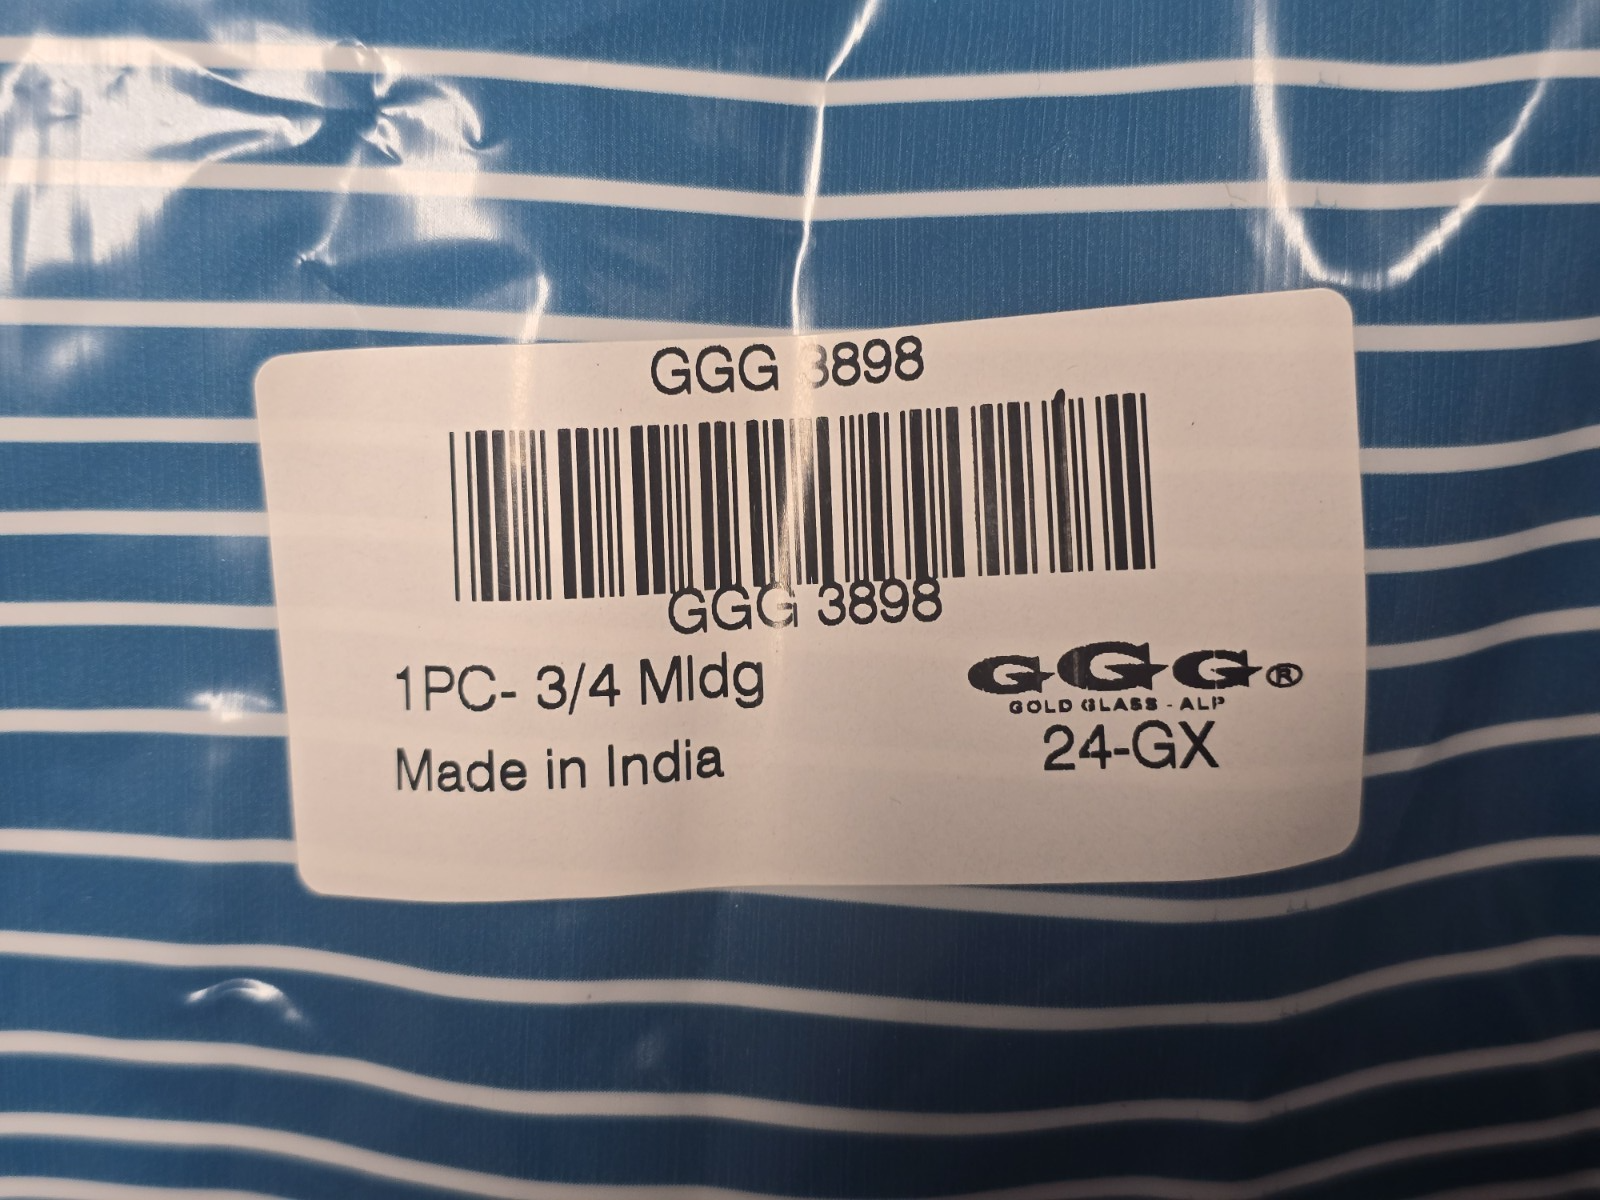 GGG 3898
GGG 3898
1PC- 3/4 Mldg
Made in India
GGG®
GOLD GLASS - ALP
24-GX